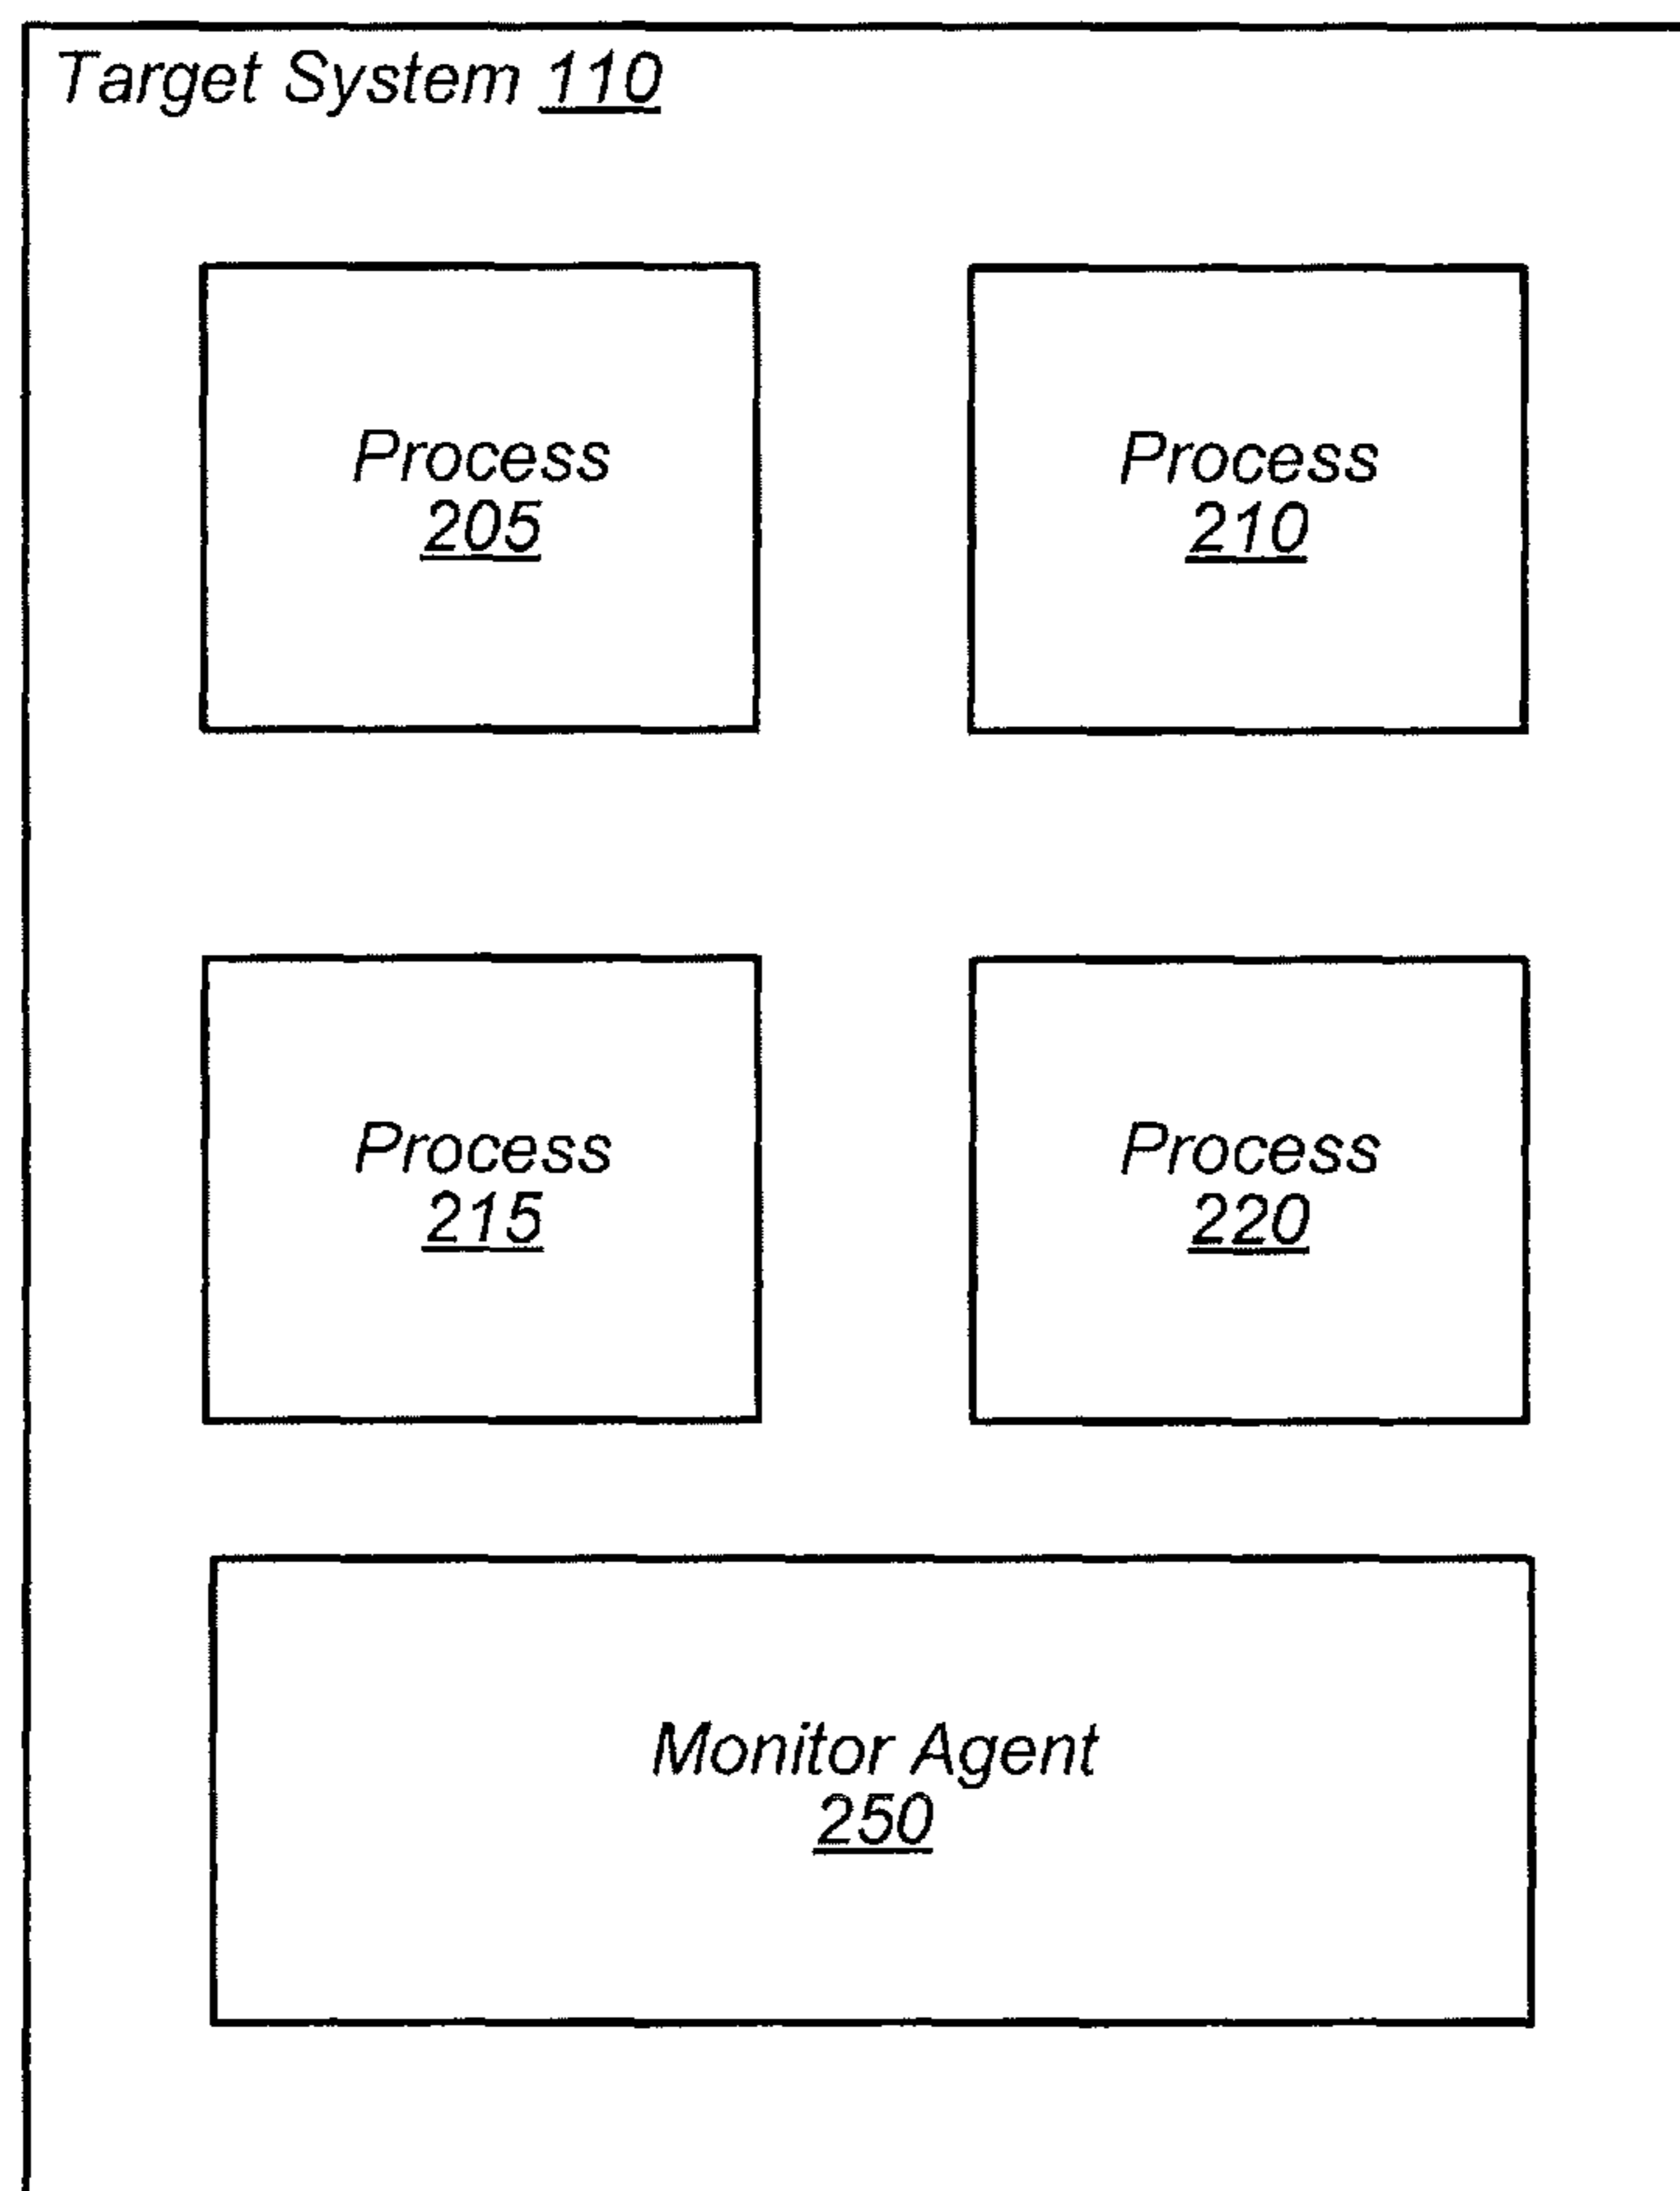 Target System 110
Process
205
Process
210
Process
215
Process
220
Monitor Agent
250